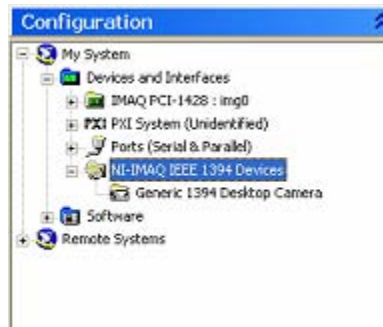 Configuration
My System
Devices and Interfaces
IMAQ PCI-1428 : img0
PXI PXI System (Unidentified)
Ports (Serial & Parallel)
NI-IMAQ IEEE 1394 Devices
Generic 1394 Desktop Camera
Software
Remote Systems